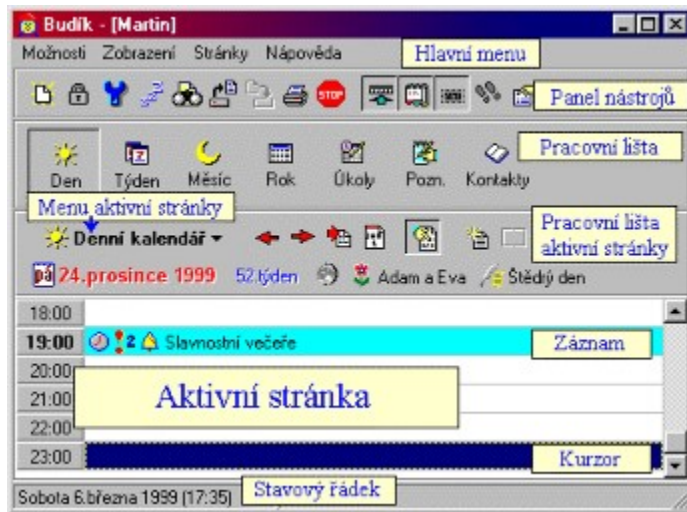 Budík - [Martin]
Možnosti Zobrazení Stránky Nápověda
Hlavní menu
STOP
Panel nástrojů
Den Týden Měsíc Rok Úkoly Pozn. Kontakty
Pracovní lišta
Menu aktivní stránky
Denní kalendář
Pracovní lišta
aktivní stránky
pá 24.prosince 1999 52.týden Adam a Eva Štědrý den
18:00
19:00 2 Slavnostní večeře
Záznam
20:00
21:00
Aktivní stránka
22:00
23:00
Kurzor
Sobota 6.března 1999 (17:35)
Stavový řádek